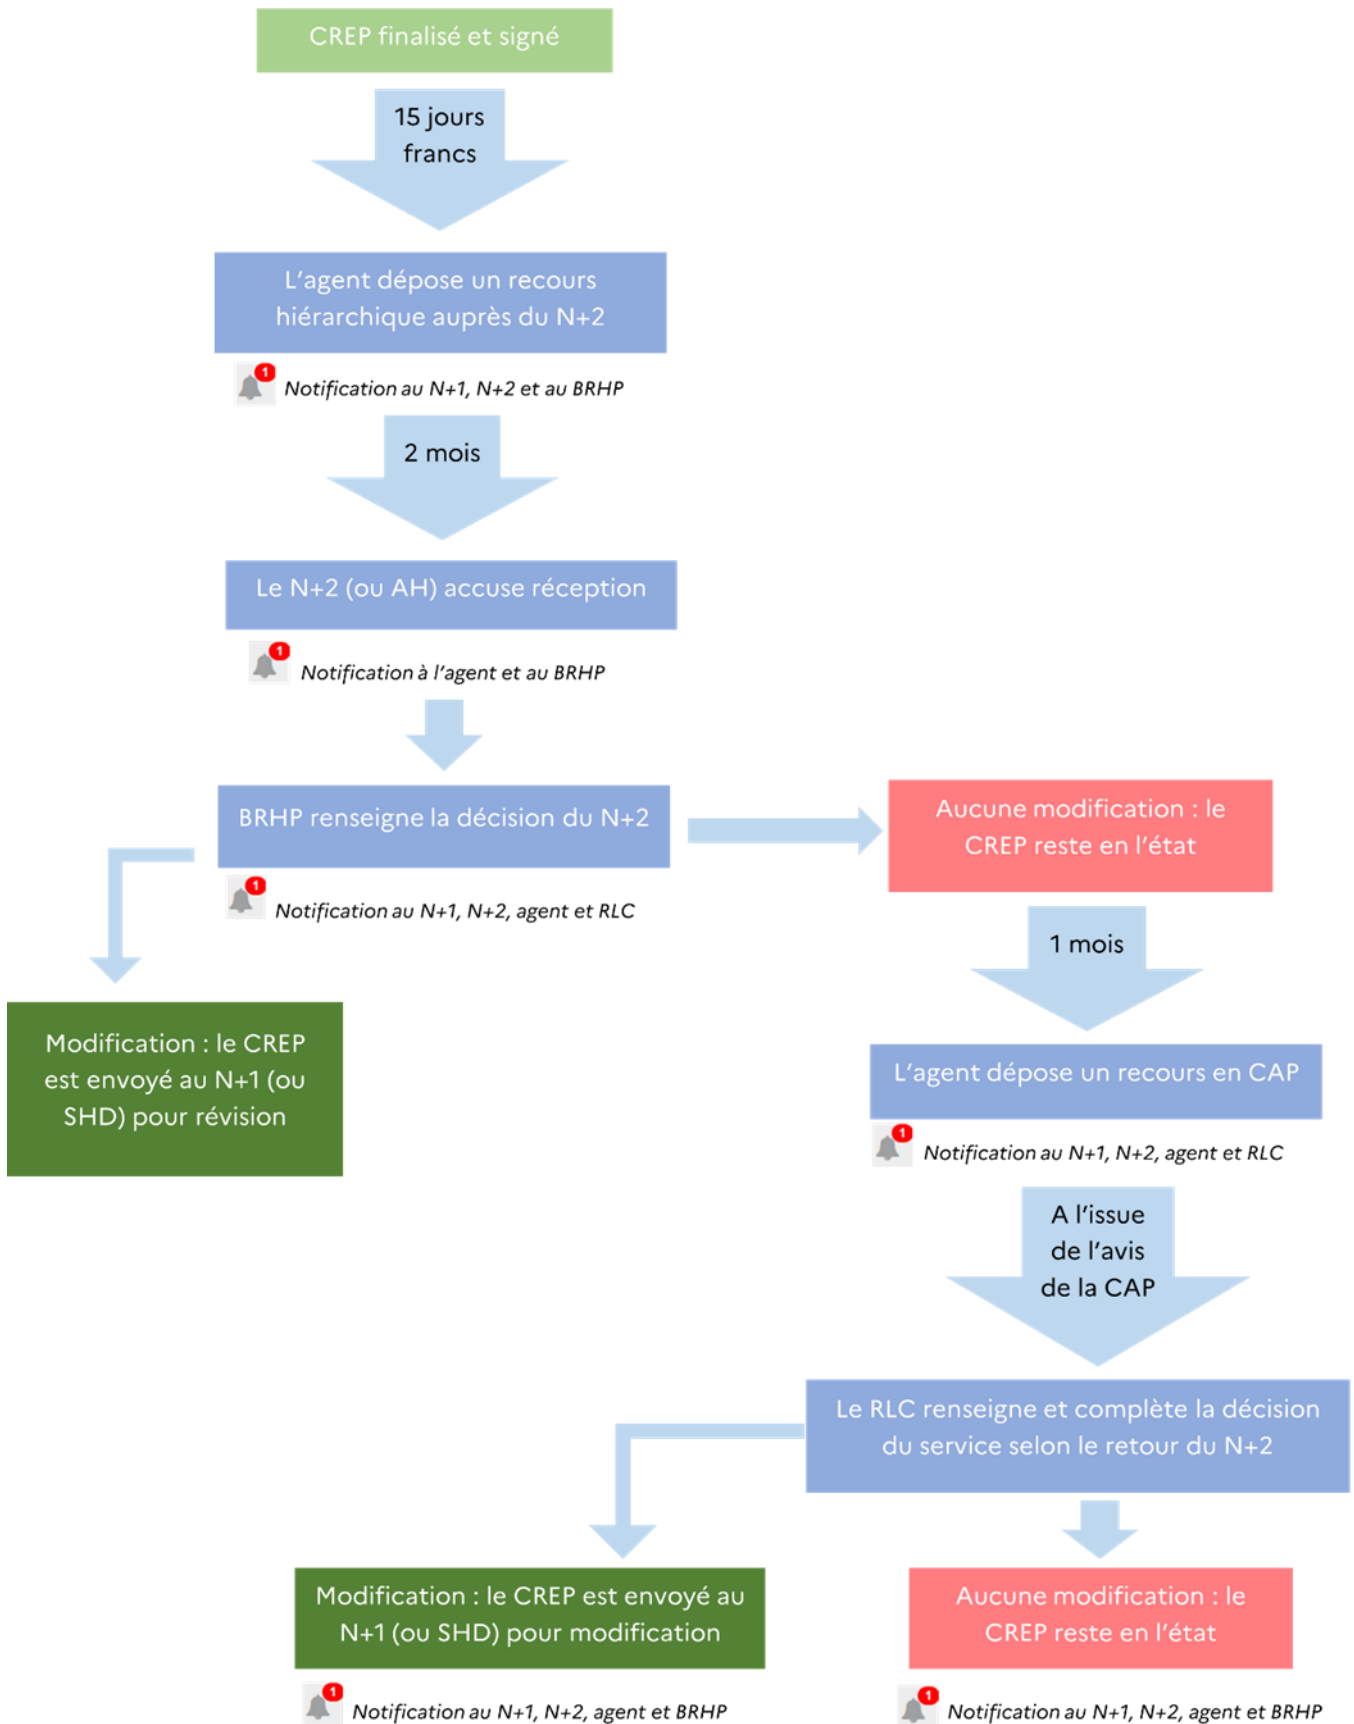 CREP finalisé et signé
15 jours
francs
L'agent dépose un recours
hiérarchique auprès du N+2
1
Notification au N+1, N+2 et au BRHP
2 mois
Le N+2 (ou AH) accuse réception
1
Notification à l'agent et au BRHP
BRHP renseigne la décision du N+2
1
Notification au N+1, N+2, agent et RLC
Modification : le CREP
est envoyé au N+1 (ou
SHD) pour révision
Aucune modification : le
CREP reste en l'état
1 mois
L'agent dépose un recours en CAP
1
Notification au N+1, N+2, agent et RLC
A l'issue
de l'avis
de la CAP
Le RLC renseigne et complète la décision
du service selon le retour du N+2
Modification : le CREP est envoyé au
N+1 (ou SHD) pour modification
1
Notification au N+1, N+2, agent et BRHP
Aucune modification : le
CREP reste en l'état
1
Notification au N+1, N+2, agent et BRHP